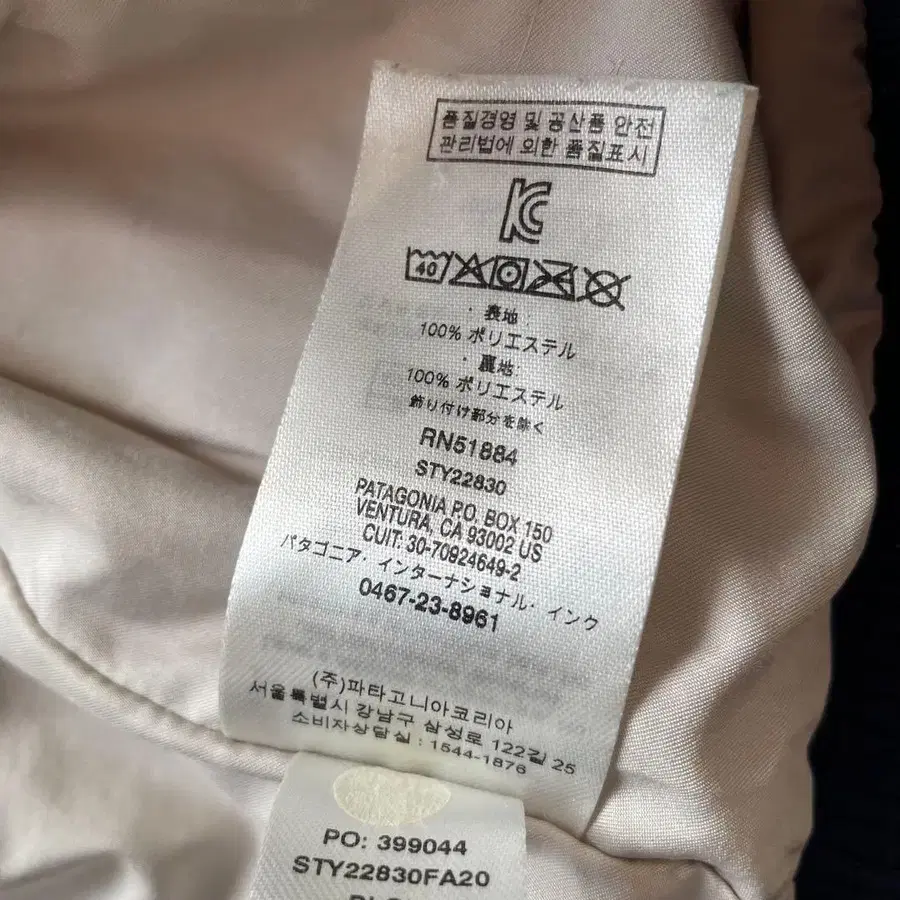 품질경영 및 공산품 안전
관리법에 의한 품질표시
KC
40
· 表地
100% ポリエステル
· 裏地:
100% ポリエステル
飾り付け部分を除く
RN51884
STY22830
PATAGONIA P.O. BOX 150
VENTURA, CA 93002 US
CUIT: 30-70924649-2
パタゴニア・インターナショナル・インク
0467-23-8961
(주)파타고니아코리아
서울특별시 강남구 삼성로 122길 25
소비자상담실 : 1544-1876
PO: 399044
STY22830FA20